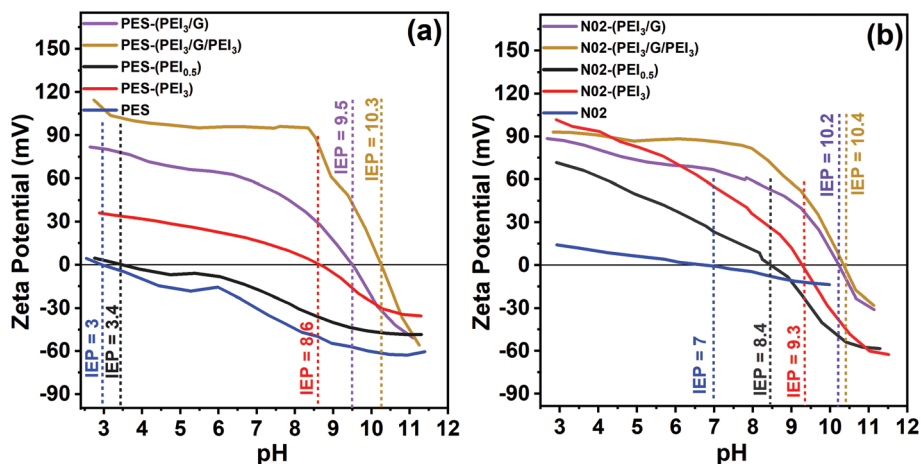 (a)
PES-(PEI₃/G)
PES-(PEI₃/G/PEI₃)
PES-(PEI₀.₅)
PES-(PEI₃)
PES
Zeta Potential (mV)
150
120
90
60
30
0
-30
-60
-90
IEP = 3
IEP = 3.4
IEP = 8.6
IEP = 9.5
IEP = 10.3
3 4 5 6 7 8 9 10 11 12
pH
(b)
N02-(PEI₃/G)
N02-(PEI₃/G/PEI₃)
N02-(PEI₀.₅)
N02-(PEI₃)
N02
Zeta Potential (mV)
150
120
90
60
30
0
-30
-60
-90
IEP = 7
IEP = 8.4
IEP = 9.3
IEP = 10.2
IEP = 10.4
3 4 5 6 7 8 9 10 11 12
pH